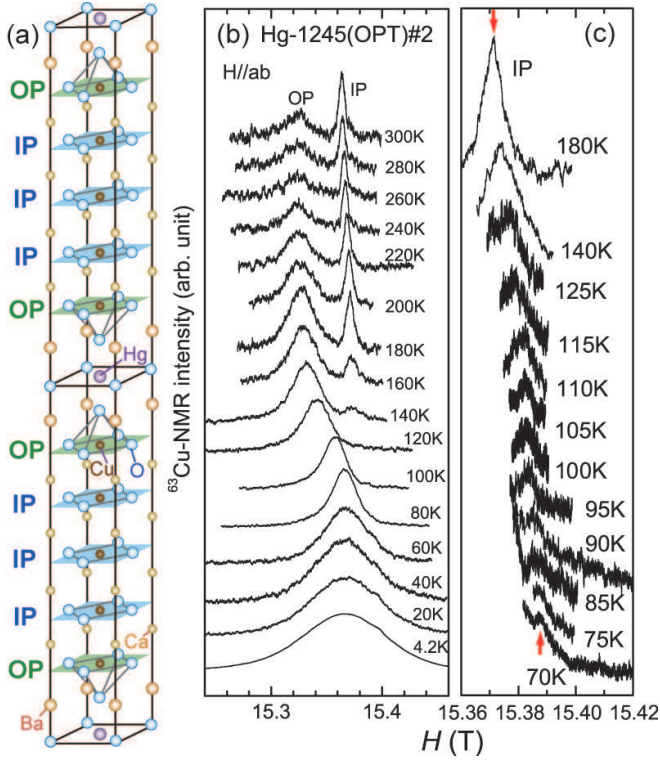 (a)
OP
IP
IP
IP
OP
Hg
OP
Cu
O
IP
IP
IP
Ca
OP
Ba
(b) Hg-1245(OPT)#2
H//ab
OP
IP
300K
280K
260K
240K
220K
200K
180K
160K
140K
120K
100K
80K
60K
40K
20K
4.2K
⁶³Cu-NMR intensity (arb. unit)
15.3
15.4
(c)
IP
180K
140K
125K
115K
110K
105K
100K
95K
90K
85K
75K
70K
15.36
15.38
15.40
15.42
H (T)